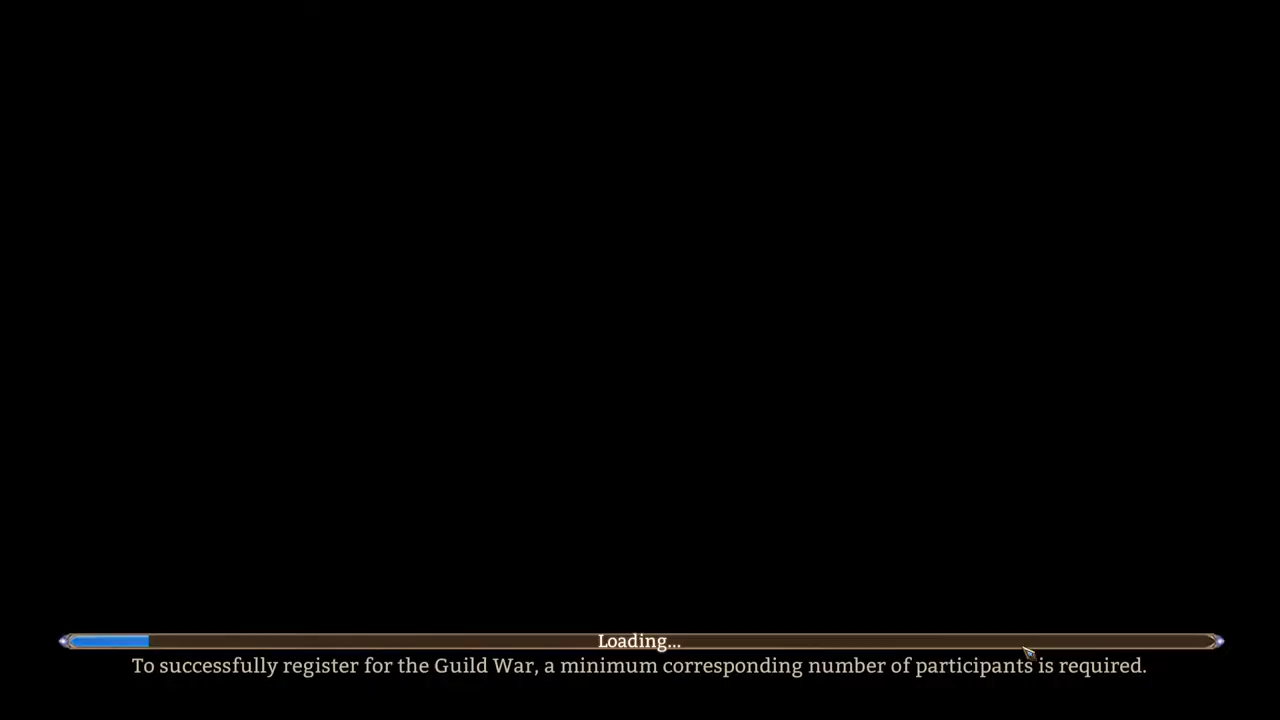 Loading...
To successfully register for the Guild War, a minimum corresponding number of participants is required.